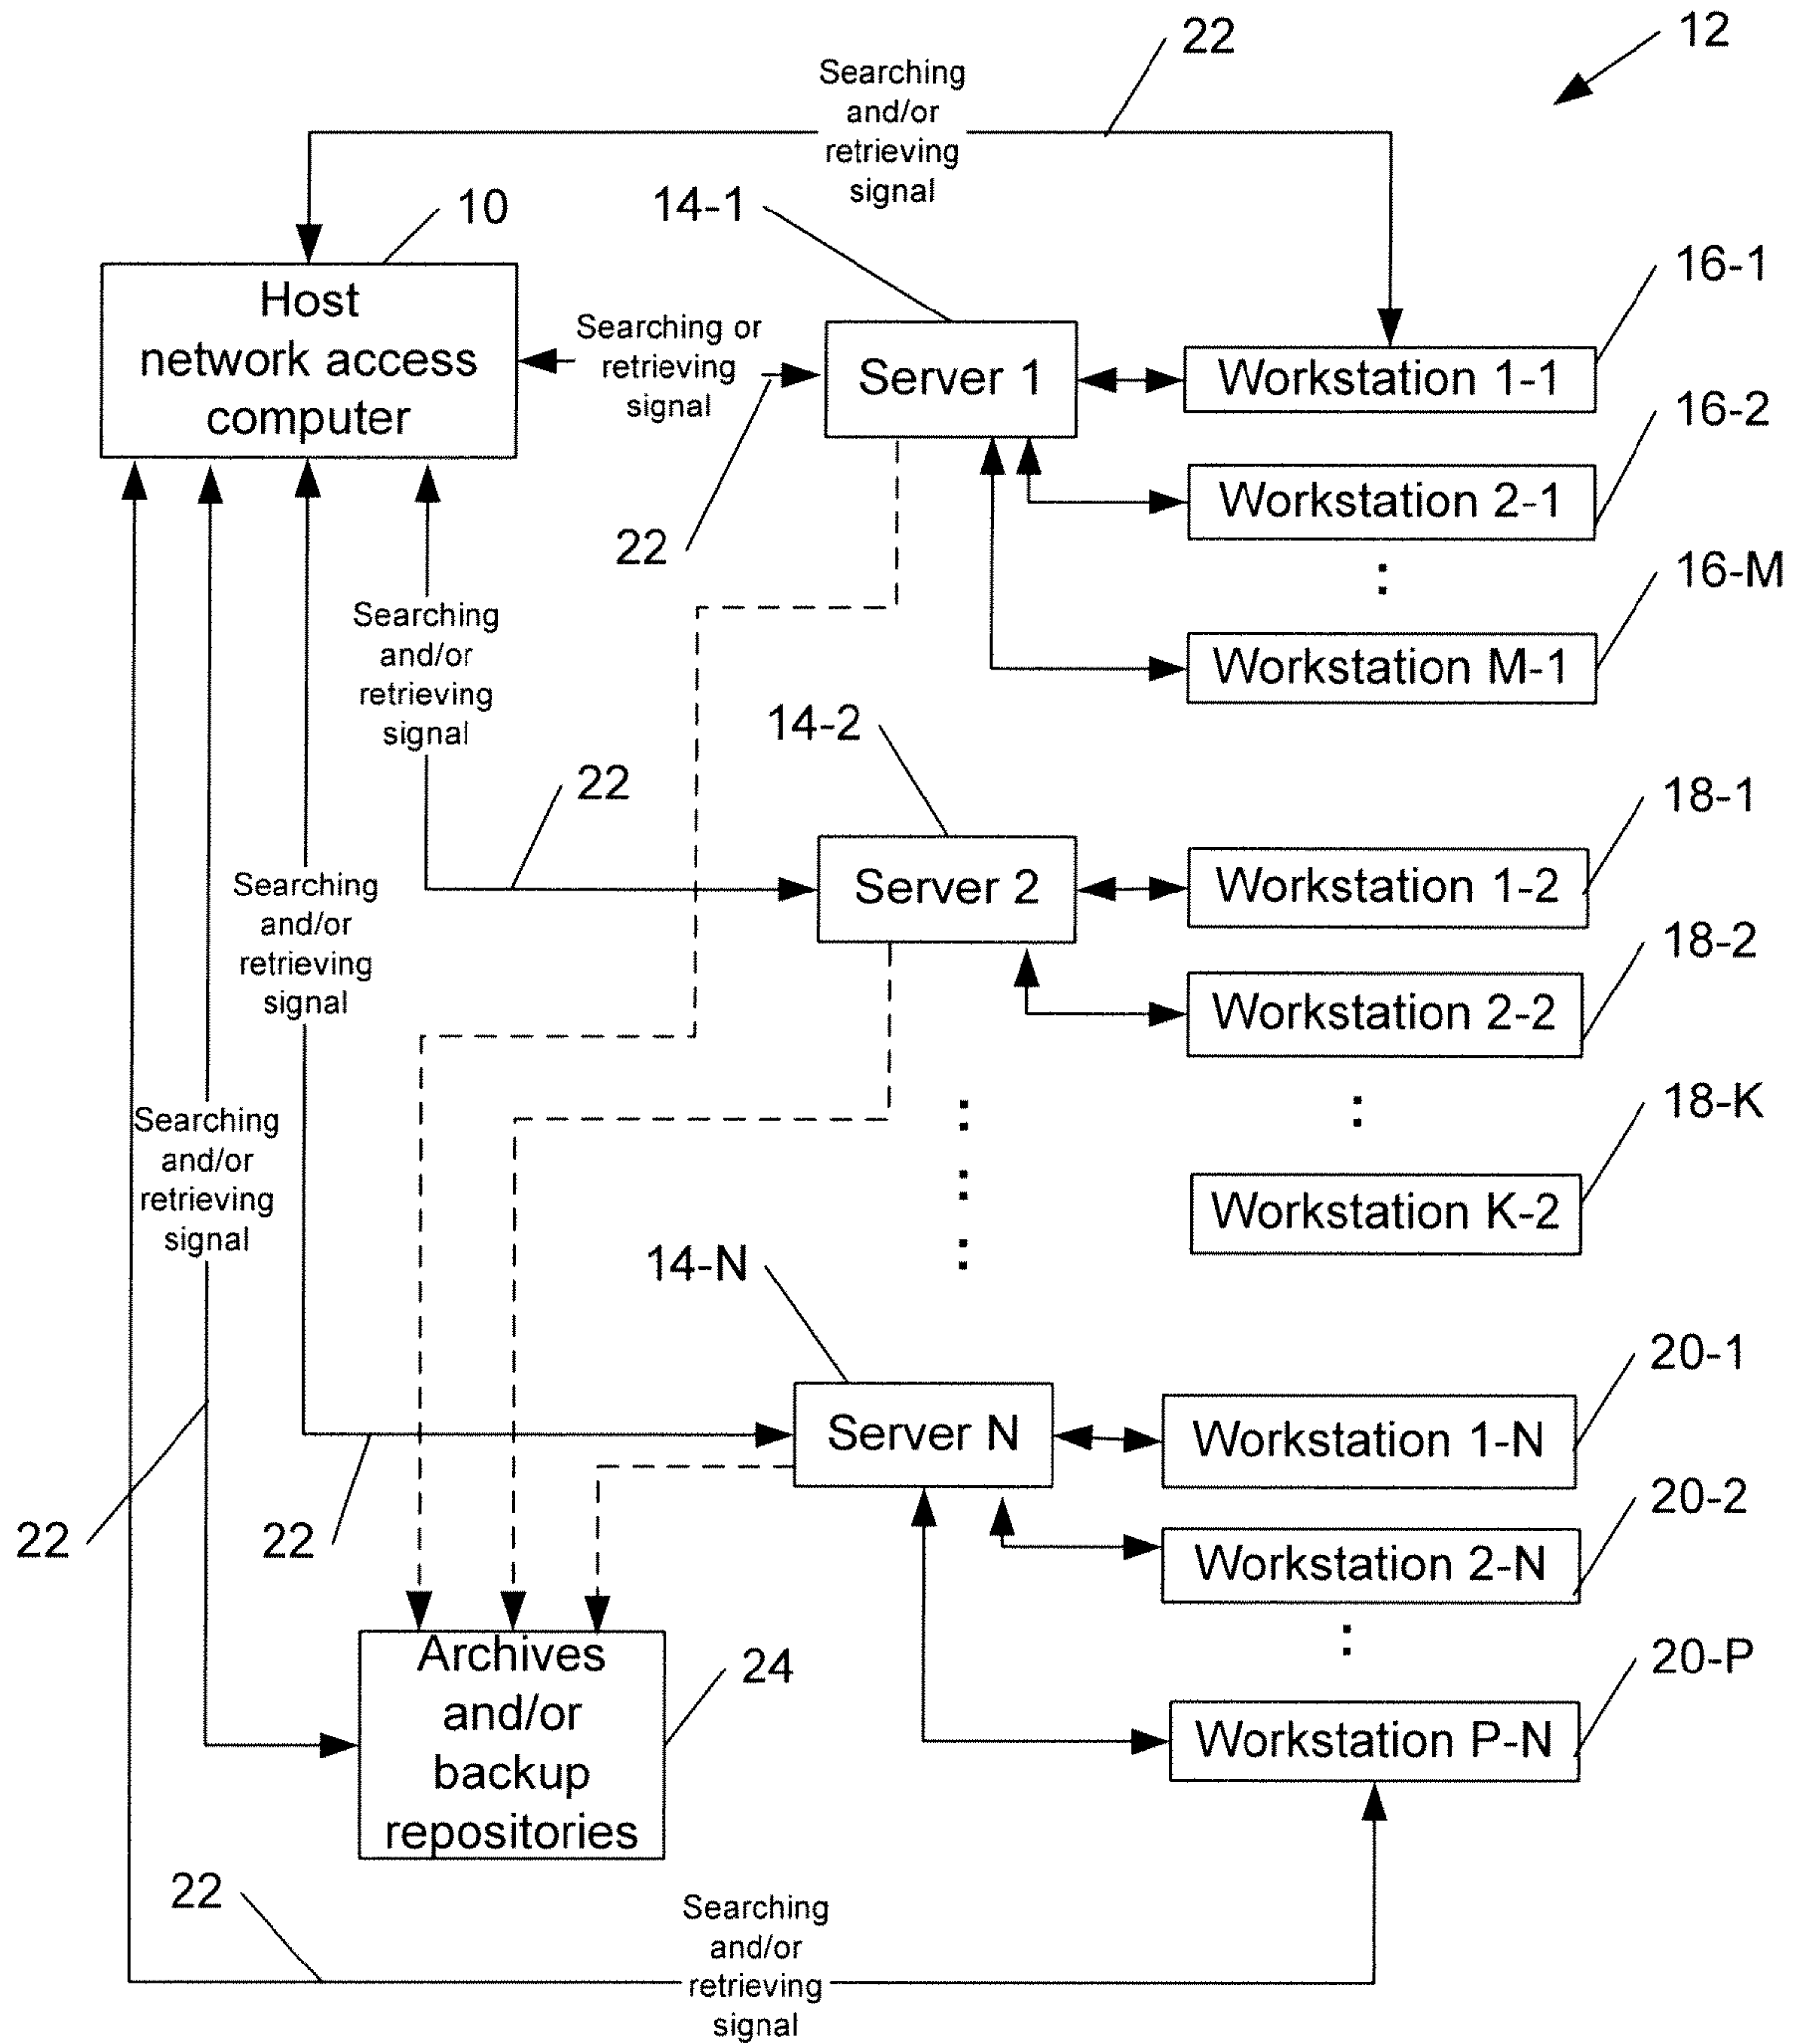 12
22
Searching
and/or
retrieving
signal
10
14-1
Host
network access
computer
Searching or
retrieving
signal
22
Server 1
16-1
Workstation 1-1
16-2
Workstation 2-1
:
16-M
Workstation M-1
Searching
and/or
retrieving
signal
22
14-2
Server 2
18-1
Workstation 1-2
18-2
Workstation 2-2
:
18-K
Workstation K-2
Searching
and/or
retrieving
signal
Searching
and/or
retrieving
signal
22
22
14-N
Server N
20-1
Workstation 1-N
20-2
Workstation 2-N
:
20-P
Workstation P-N
Archives
and/or
backup
repositories
24
22
Searching
and/or
retrieving
signal